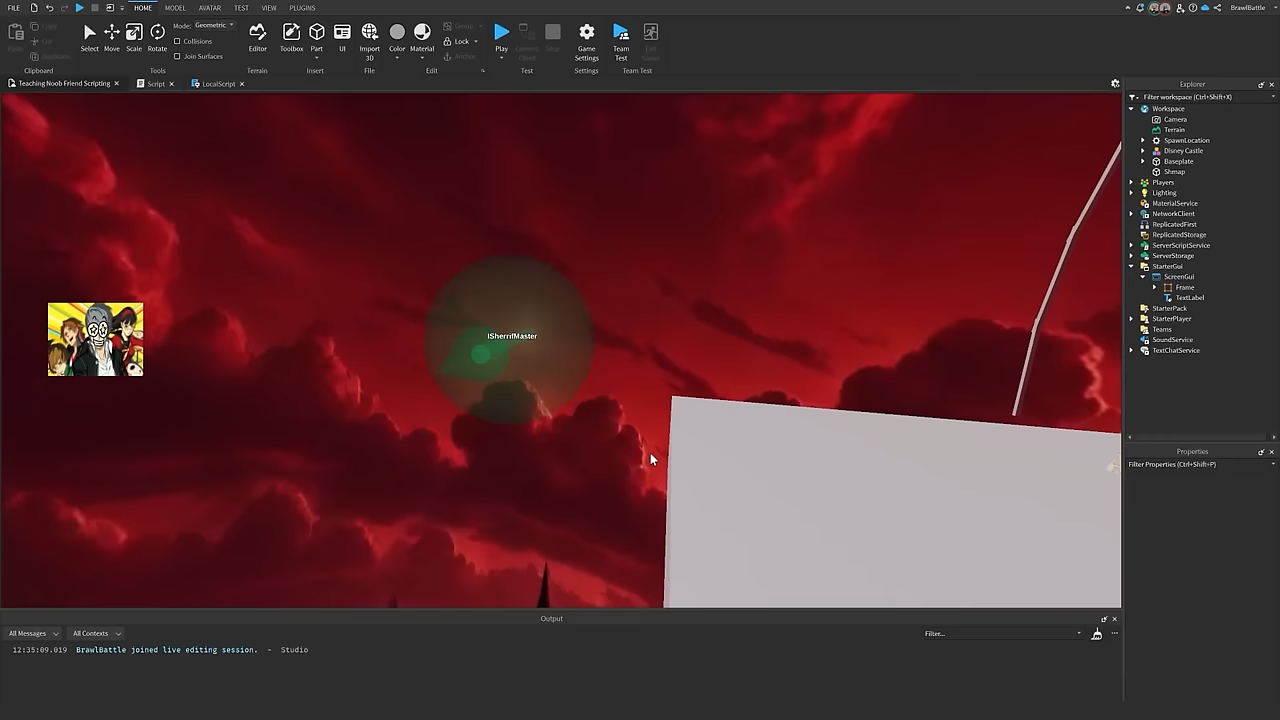 FILE HOME MODEL AVATAR TEST VIEW PLUGINS BrawlBattle
Mode: Geometric
Collisions
Join Surfaces
Select Move Scale Rotate Editor Toolbox Part UI Import 3D Color Material Group Lock Anchor Play Stop Game Settings Team Test
Clipboard Tools Terrain Insert File Edit Test Settings Team Test
Teaching Noob Friend Scripting Script LocalScript
Explorer
Filter workspace (Ctrl+Shift+X)
Workspace
Camera
Terrain
SpawnLocation
Disney Castle
Baseplate
Shmap
Players
Lighting
MaterialService
NetworkClient
ReplicatedFirst
ReplicatedStorage
ServerScriptService
ServerStorage
StarterGui
ScreenGui
Frame
TextLabel
StarterPack
StarterPlayer
Teams
SoundService
TextChatService
Properties
Filter Properties (Ctrl+Shift+P)
ISherrifMaster
Output
All Messages All Contexts Filter...
12:35:09.019 BrawlBattle joined live editing session. - Studio